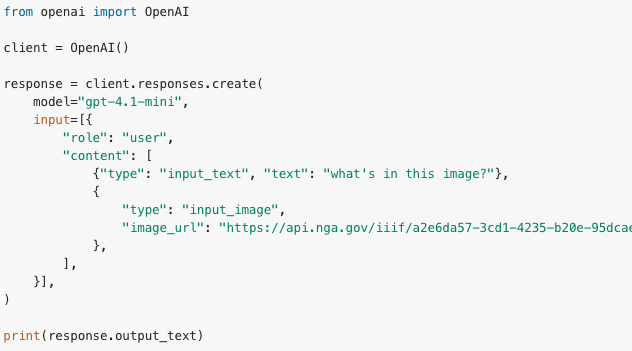 from openai import OpenAI
client = OpenAI()
response = client.responses.create(
    model="gpt-4.1-mini",
    input=[{
        "role": "user",
        "content": [
            {"type": "input_text", "text": "what's in this image?"},
            {
                "type": "input_image",
                "image_url": "https://api.nga.gov/iiif/a2e6da57-3cd1-4235-b20e-95dcae
            },
        ],
    }],
)
print(response.output_text)